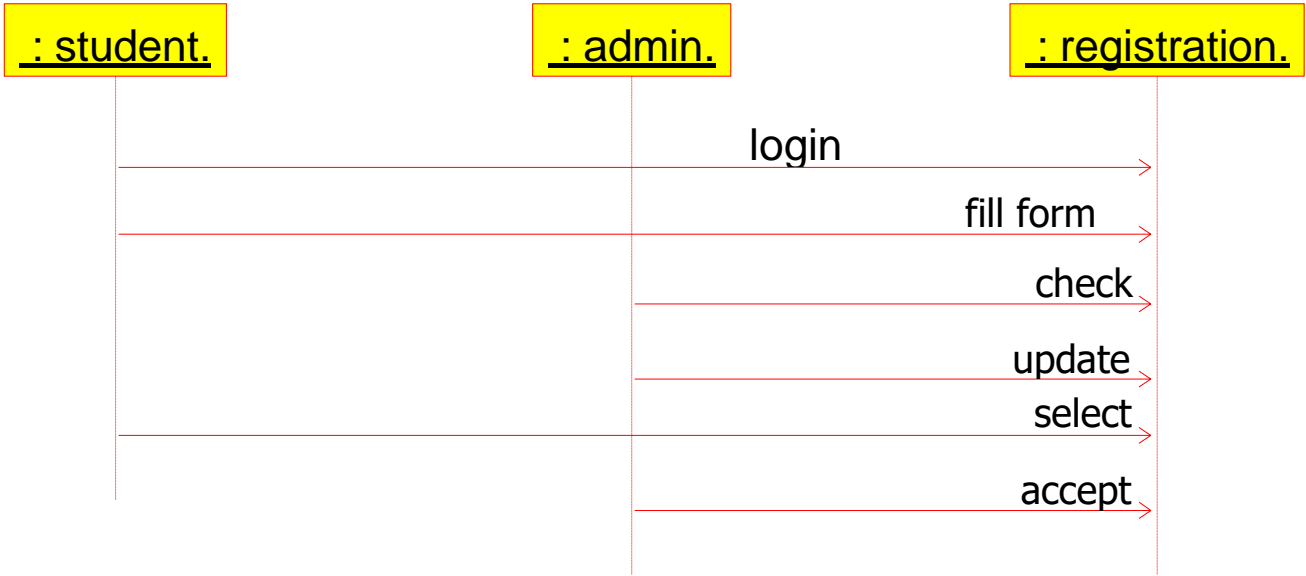 : student.
: admin.
: registration.
login
fill form
check
update
select
accept